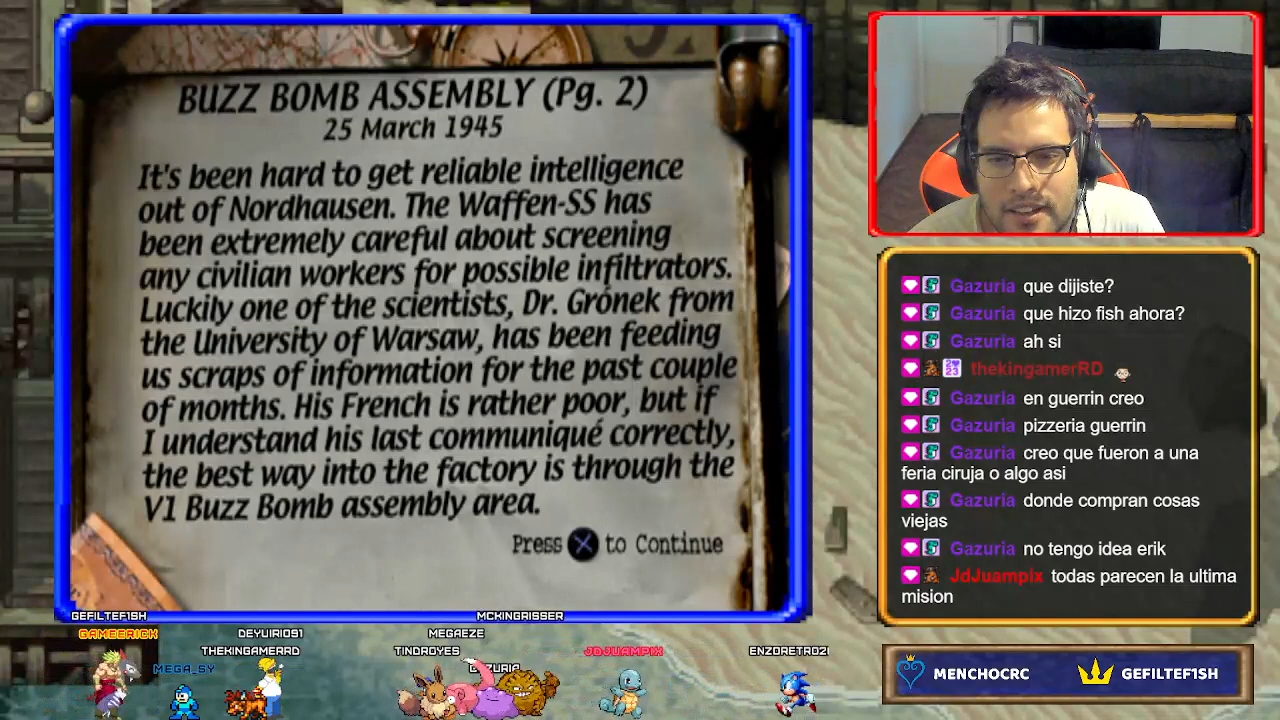 BUZZ BOMB ASSEMBLY (Pg. 2)
25 March 1945
It's been hard to get reliable intelligence
out of Nordhausen. The Waffen-SS has
been extremely careful about screening
any civilian workers for possible infiltrators.
Luckily one of the scientists, Dr. Grónek from
the University of Warsaw, has been feeding
us scraps of information for the past couple
of months. His French is rather poor, but if
I understand his last communiqué correctly,
the best way into the factory is through the
V1 Buzz Bomb assembly area.
Press X to Continue
Gazuria que dijiste?
Gazuria que hizo fish ahora?
Gazuria ah si
thekingamerRD
Gazuria en guerrin creo
Gazuria pizzeria guerrin
Gazuria creo que fueron a una
feria ciruja o algo asi
Gazuria donde compran cosas
viejas
Gazuria no tengo idea erik
JdJuampix todas parecen la ultima
mision
GEFILTEF1SH
MCKINGRISSER
GAMEERICK
DEYUIRIO91
MEGAEZE
THEKINGAMERRD
TINDROYES
JDJUAMPIX
ENZORETRO21
MEGA_SY
GAZURIA
MENCHOCRC
GEFILTEF1SH